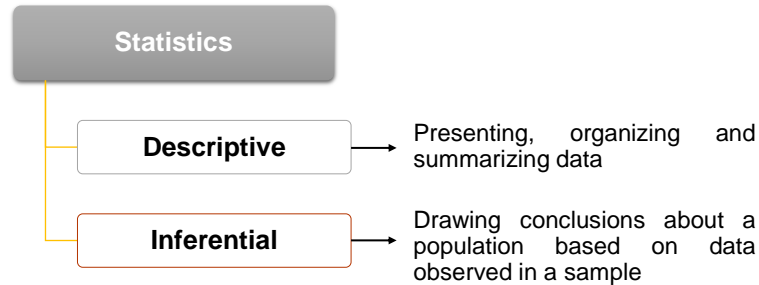 Statistics
Descriptive
Presenting, organizing and
summarizing data
Inferential
Drawing conclusions about a
population based on data
observed in a sample